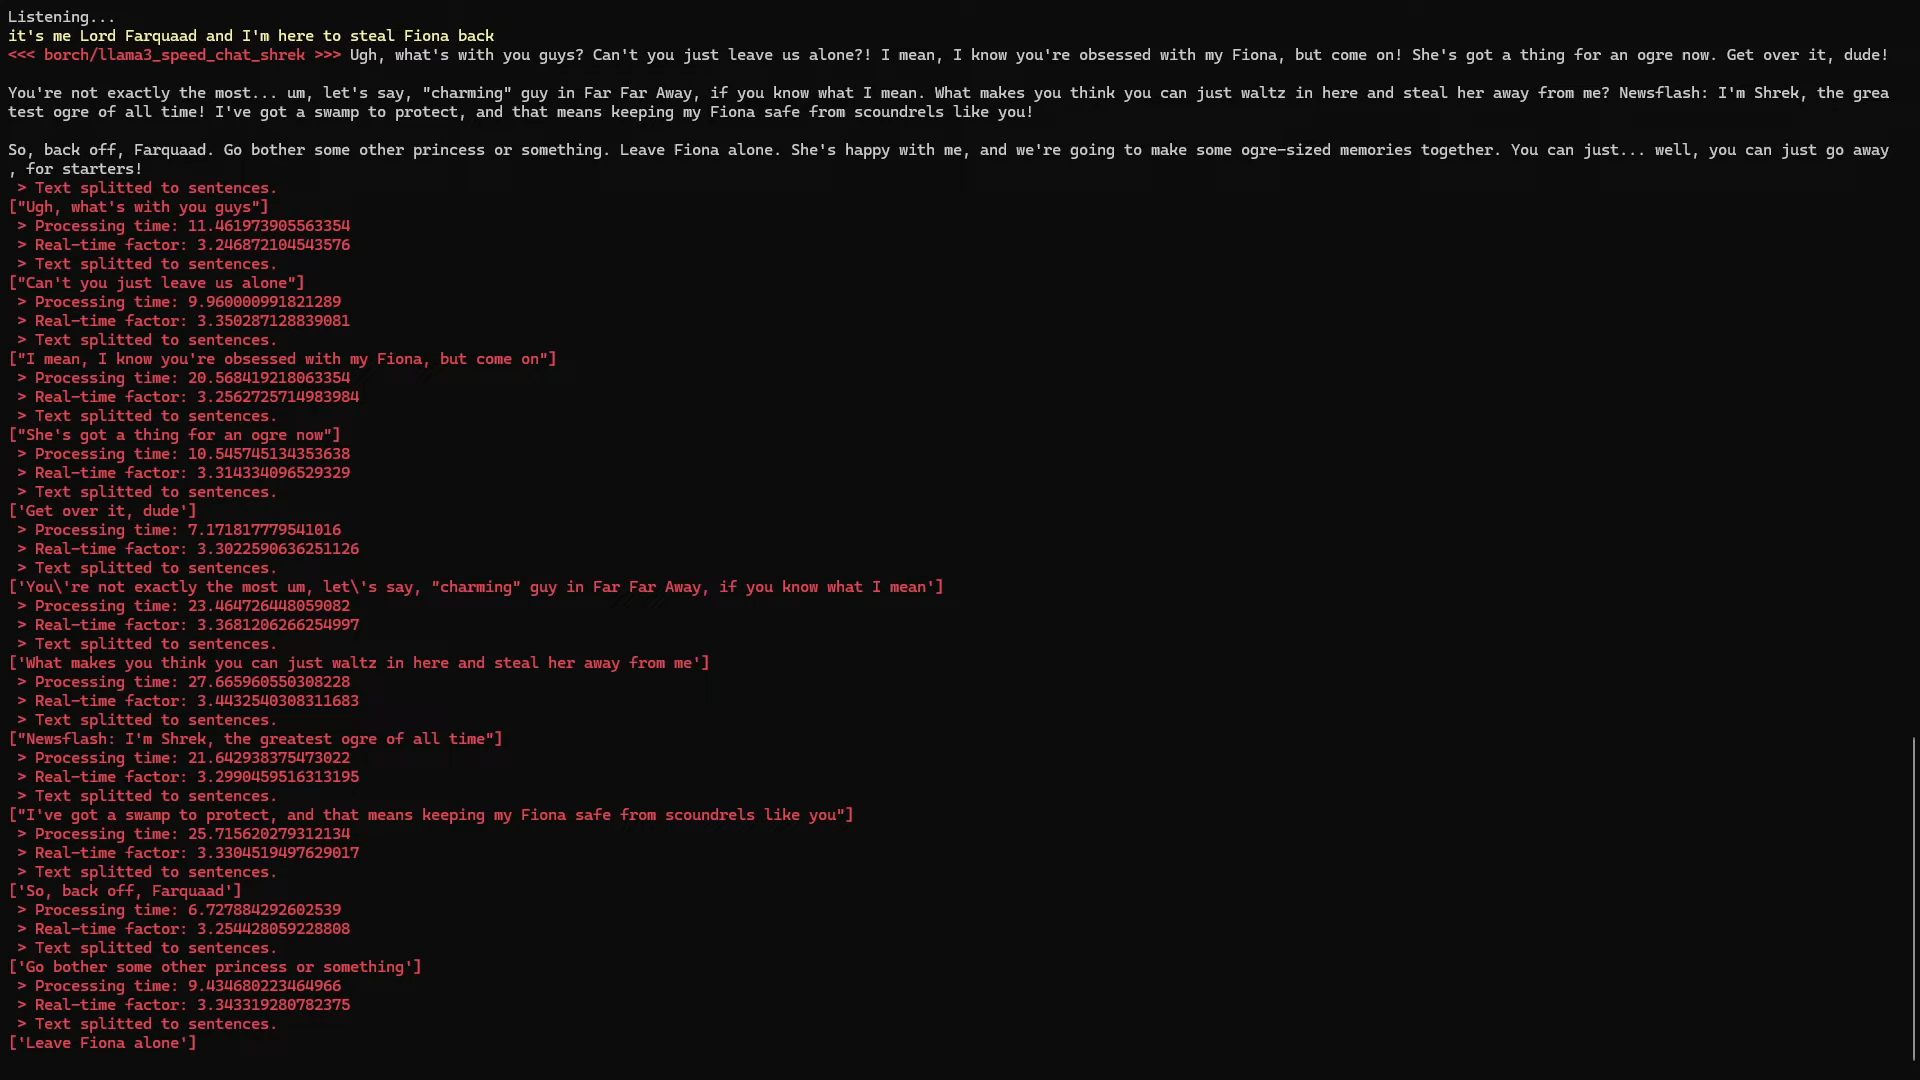 Listening...
it's me Lord Farquaad and I'm here to steal Fiona back
<<< borch/llama3_speed_chat_shrek >>> Ugh, what's with you guys? Can't you just leave us alone?! I mean, I know you're obsessed with my Fiona, but come on! She's got a thing for an ogre now. Get over it, dude!
You're not exactly the most... um, let's say, "charming" guy in Far Far Away, if you know what I mean. What makes you think you can just waltz in here and steal her away from me? Newsflash: I'm Shrek, the grea
test ogre of all time! I've got a swamp to protect, and that means keeping my Fiona safe from scoundrels like you!
So, back off, Farquaad. Go bother some other princess or something. Leave Fiona alone. She's happy with me, and we're going to make some ogre-sized memories together. You can just... well, you can just go away
, for starters!
 > Text splitted to sentences.
["Ugh, what's with you guys"]
 > Processing time: 11.461973905563354
 > Real-time factor: 3.246872104543576
 > Text splitted to sentences.
["Can't you just leave us alone"]
 > Processing time: 9.960000991821289
 > Real-time factor: 3.350287128839081
 > Text splitted to sentences.
["I mean, I know you're obsessed with my Fiona, but come on"]
 > Processing time: 20.568419218063354
 > Real-time factor: 3.2562725714983984
 > Text splitted to sentences.
["She's got a thing for an ogre now"]
 > Processing time: 10.545745134353638
 > Real-time factor: 3.314334096529329
 > Text splitted to sentences.
['Get over it, dude']
 > Processing time: 7.171817779541016
 > Real-time factor: 3.3022590636251126
 > Text splitted to sentences.
['You\'re not exactly the most um, let\'s say, "charming" guy in Far Far Away, if you know what I mean']
 > Processing time: 23.464726448059082
 > Real-time factor: 3.3681206266254997
 > Text splitted to sentences.
['What makes you think you can just waltz in here and steal her away from me']
 > Processing time: 27.665960550308228
 > Real-time factor: 3.4432540308311683
 > Text splitted to sentences.
["Newsflash: I'm Shrek, the greatest ogre of all time"]
 > Processing time: 21.642938375473022
 > Real-time factor: 3.2990459516313195
 > Text splitted to sentences.
["I've got a swamp to protect, and that means keeping my Fiona safe from scoundrels like you"]
 > Processing time: 25.715620279312134
 > Real-time factor: 3.3304519497629017
 > Text splitted to sentences.
['So, back off, Farquaad']
 > Processing time: 6.727884292602539
 > Real-time factor: 3.254428059228808
 > Text splitted to sentences.
['Go bother some other princess or something']
 > Processing time: 9.434680223464966
 > Real-time factor: 3.343319280782375
 > Text splitted to sentences.
['Leave Fiona alone']